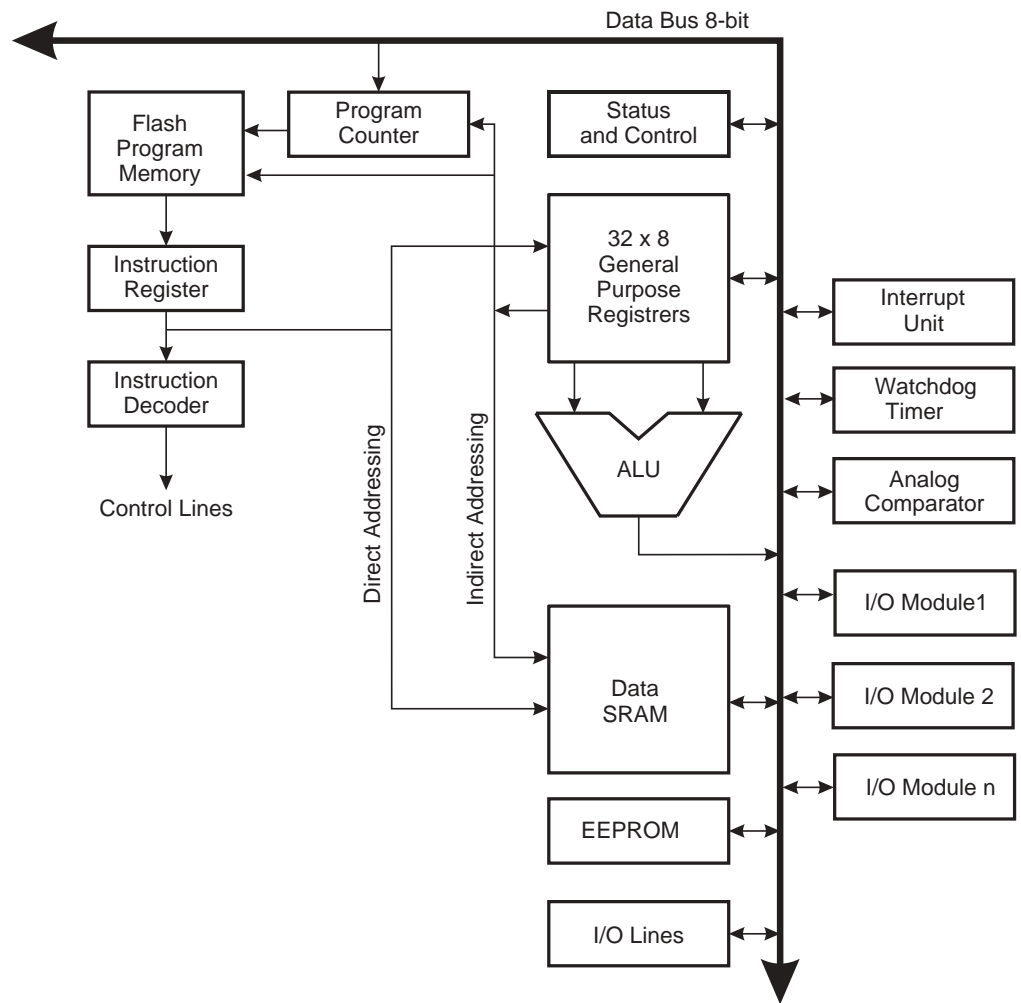 Data Bus 8-bit
Flash
Program
Memory
Program
Counter
Status
and Control
32 x 8
General
Purpose
Registrers
Instruction
Register
Instruction
Decoder
Control Lines
Direct Addressing
Indirect Addressing
ALU
Interrupt
Unit
Watchdog
Timer
Analog
Comparator
I/O Module1
Data
SRAM
I/O Module 2
I/O Module n
EEPROM
I/O Lines